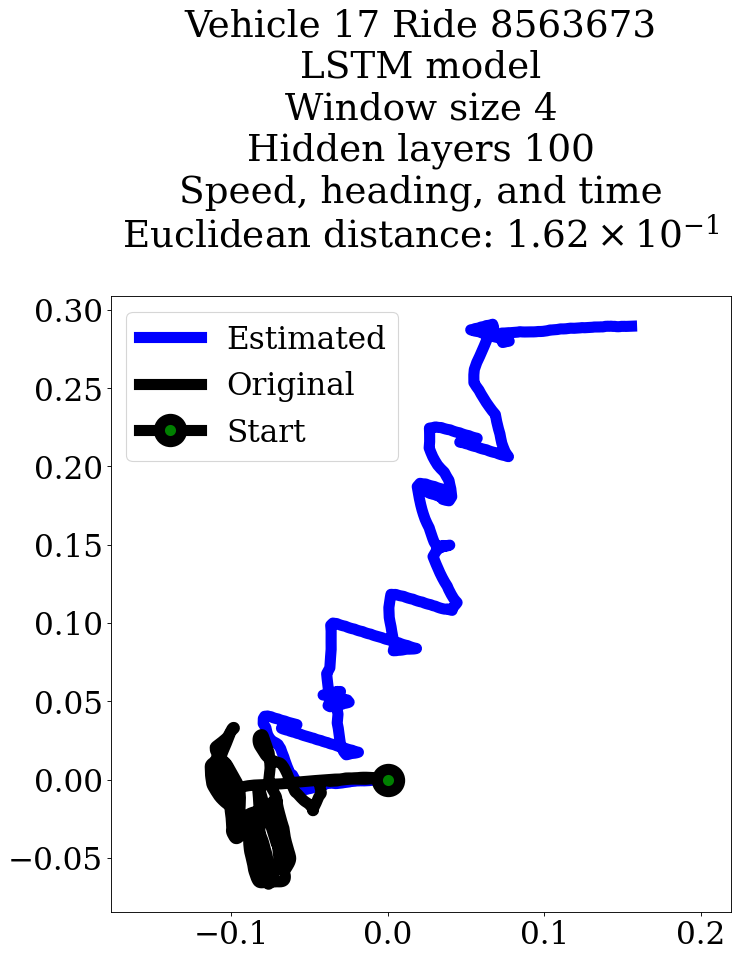 Vehicle 17 Ride 8563673
LSTM model
Window size 4
Hidden layers 100
Speed, heading, and time
Euclidean distance: 1.62 × 10⁻¹
Estimated
Original
Start
0.30
0.25
0.20
0.15
0.10
0.05
0.00
−0.05
−0.1 0.0 0.1 0.2